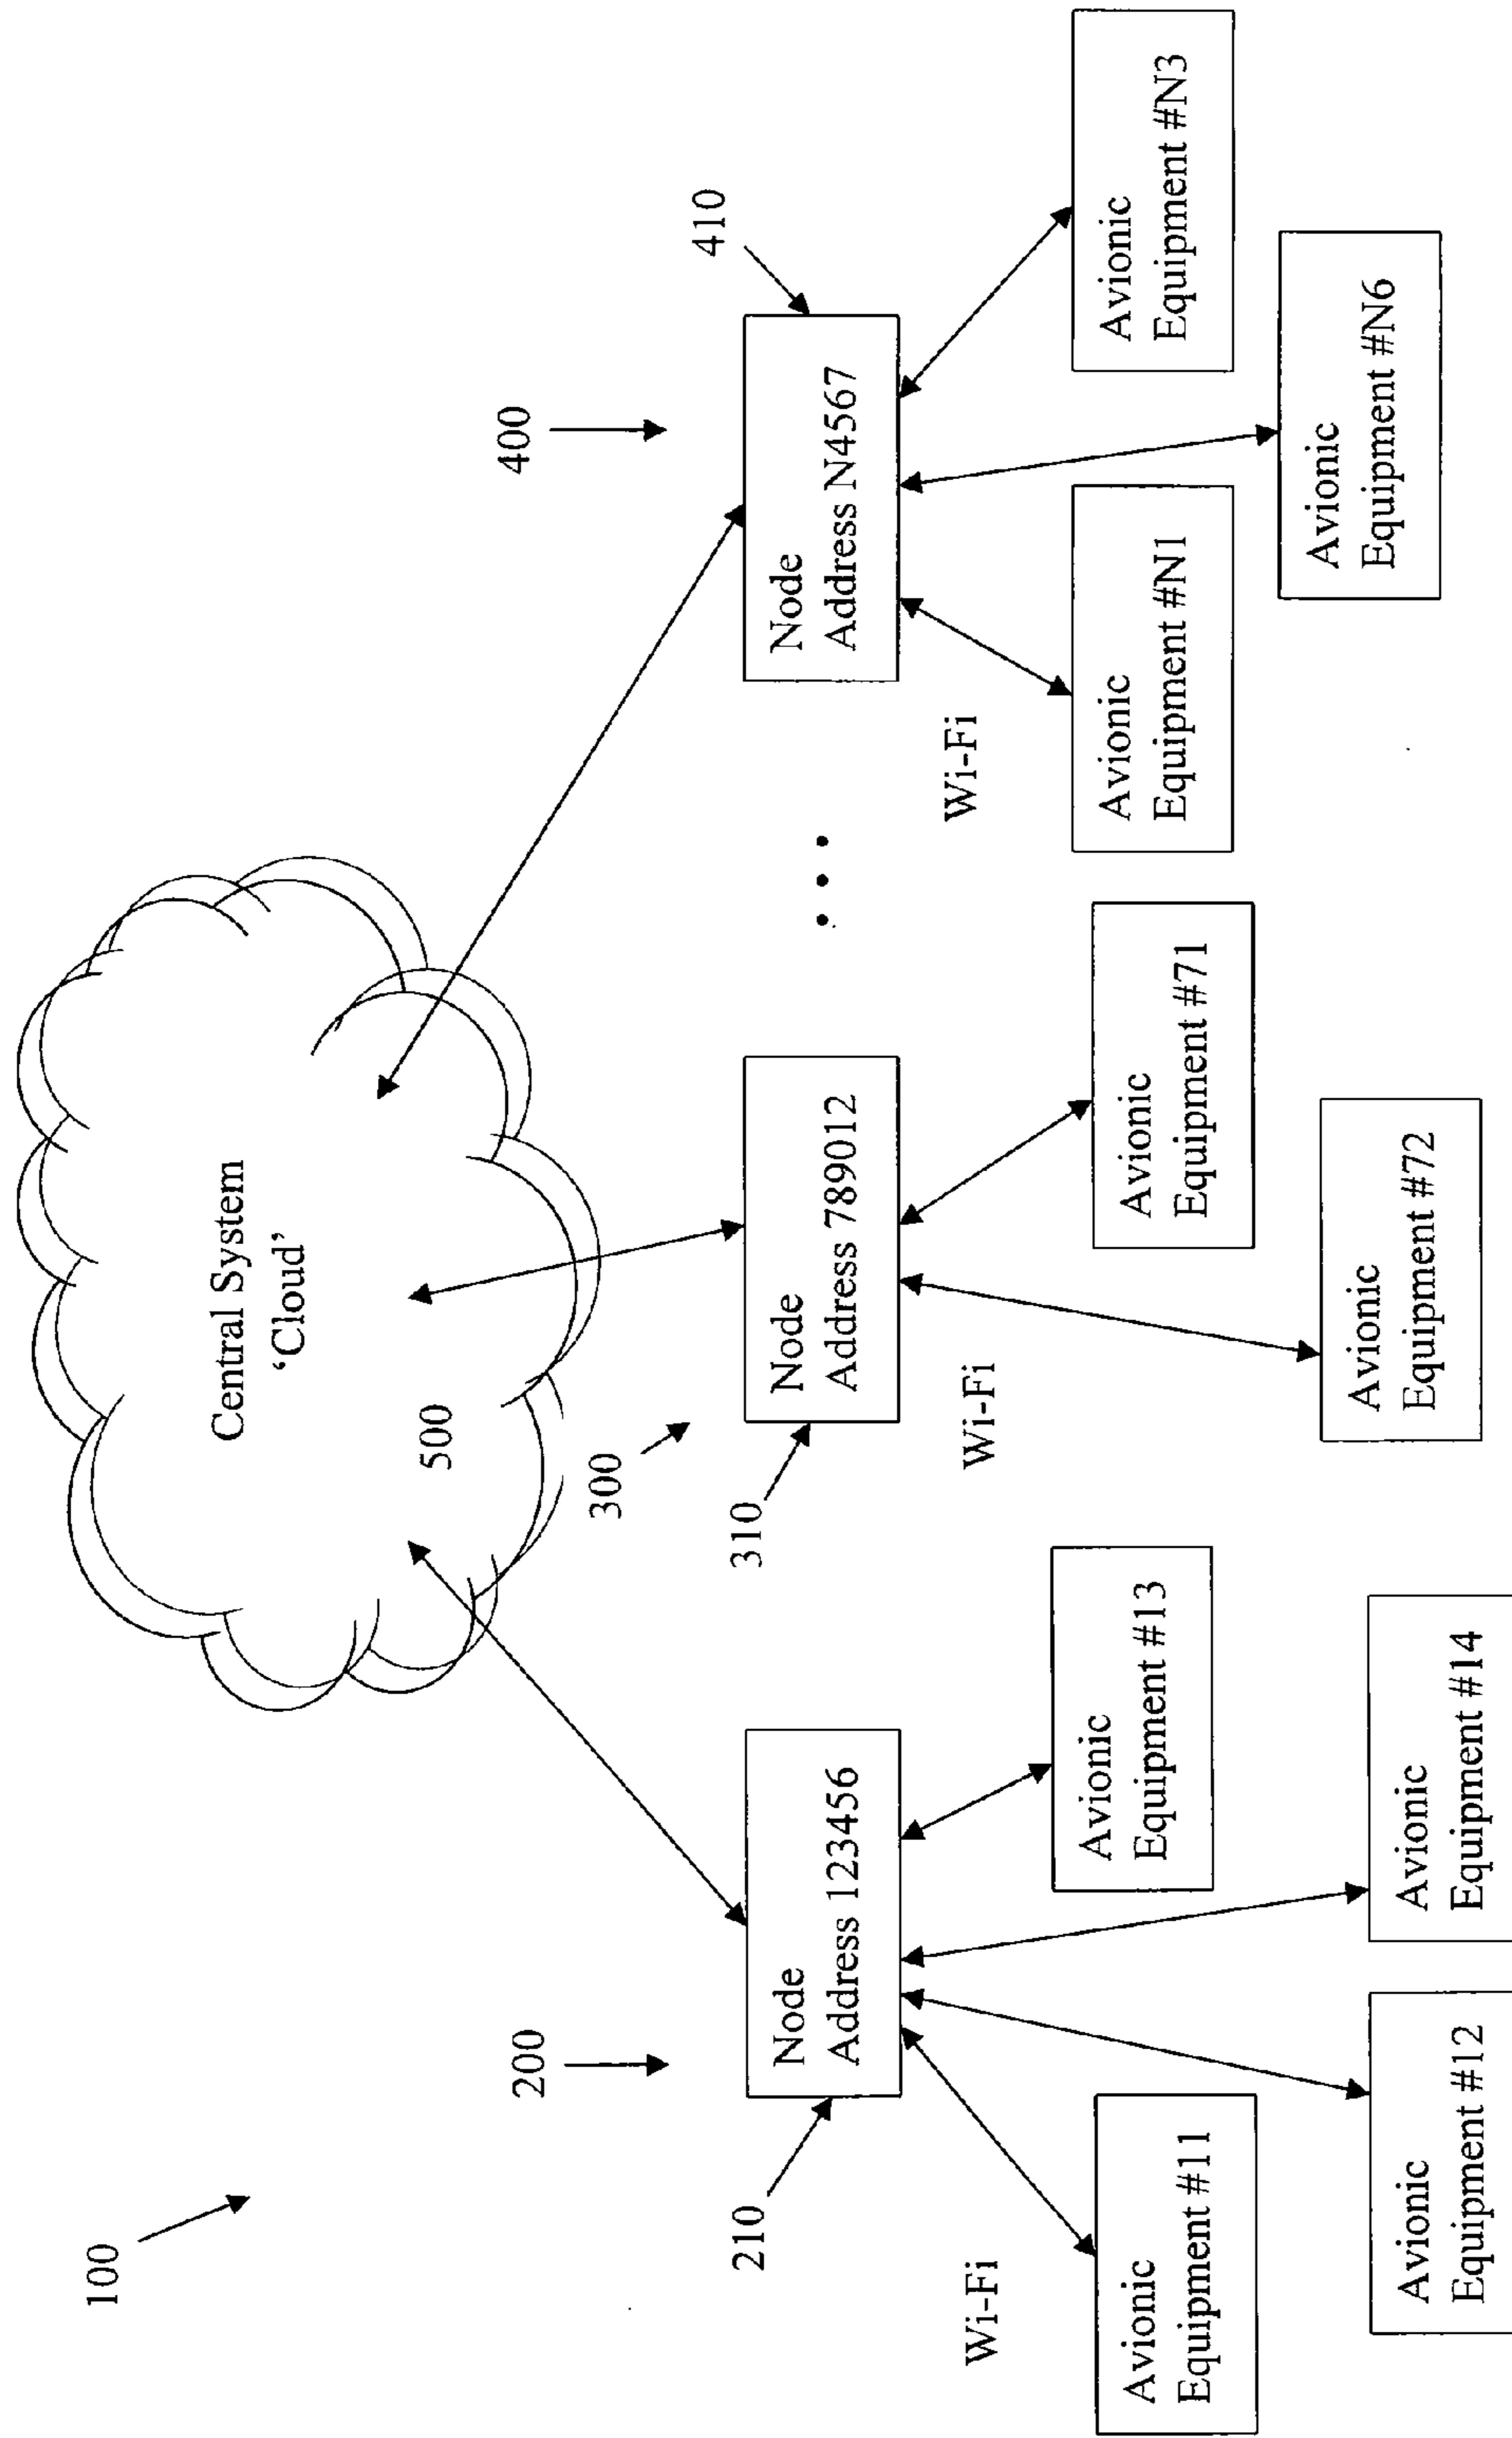 100
Central System
‘Cloud’
500
200
300
400
210
310
410
Node
Address 123456
Node
Address 789012
Node
Address N4567
Wi-Fi
Wi-Fi
Wi-Fi
Avionic
Equipment #11
Avionic
Equipment #13
Avionic
Equipment #71
Avionic
Equipment #N1
Avionic
Equipment #N3
Avionic
Equipment #12
Avionic
Equipment #14
Avionic
Equipment #72
Avionic
Equipment #N6